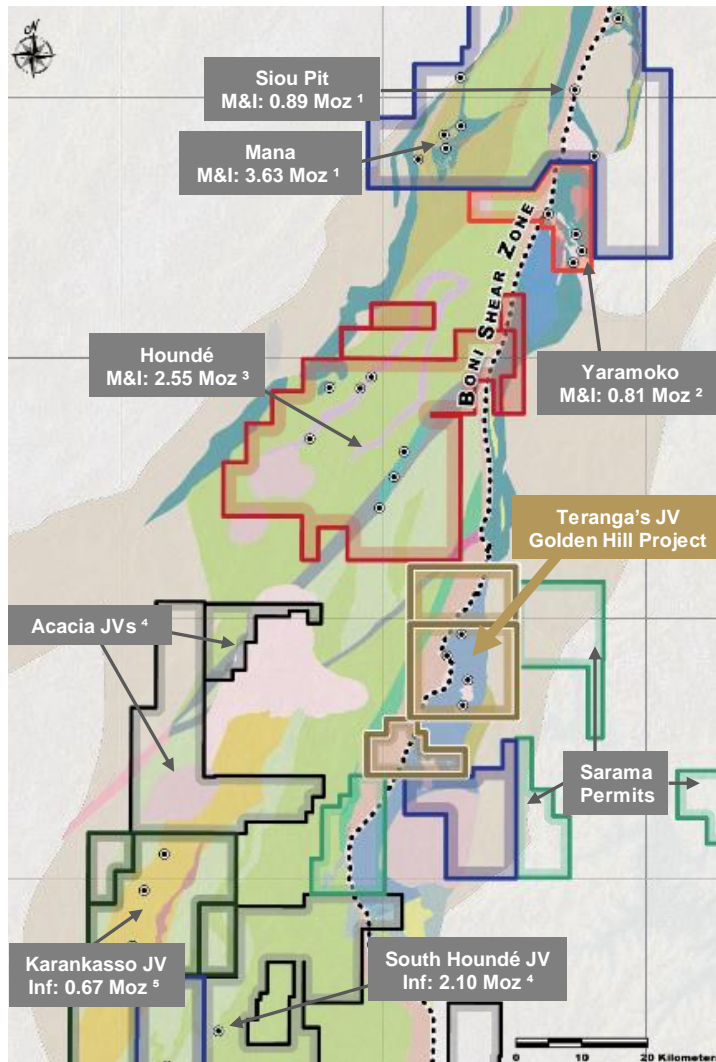 N
Siou Pit
M&I: 0.89 Moz ¹
Mana
M&I: 3.63 Moz ¹
BONI SHEAR ZONE
Houndé
M&I: 2.55 Moz ³
Yaramoko
M&I: 0.81 Moz ²
Teranga's JV
Golden Hill Project
Acacia JVs ⁴
Sarama
Permits
Karankasso JV
Inf: 0.67 Moz ⁵
South Houndé JV
Inf: 2.10 Moz ⁴
0 10 20 Kilometer